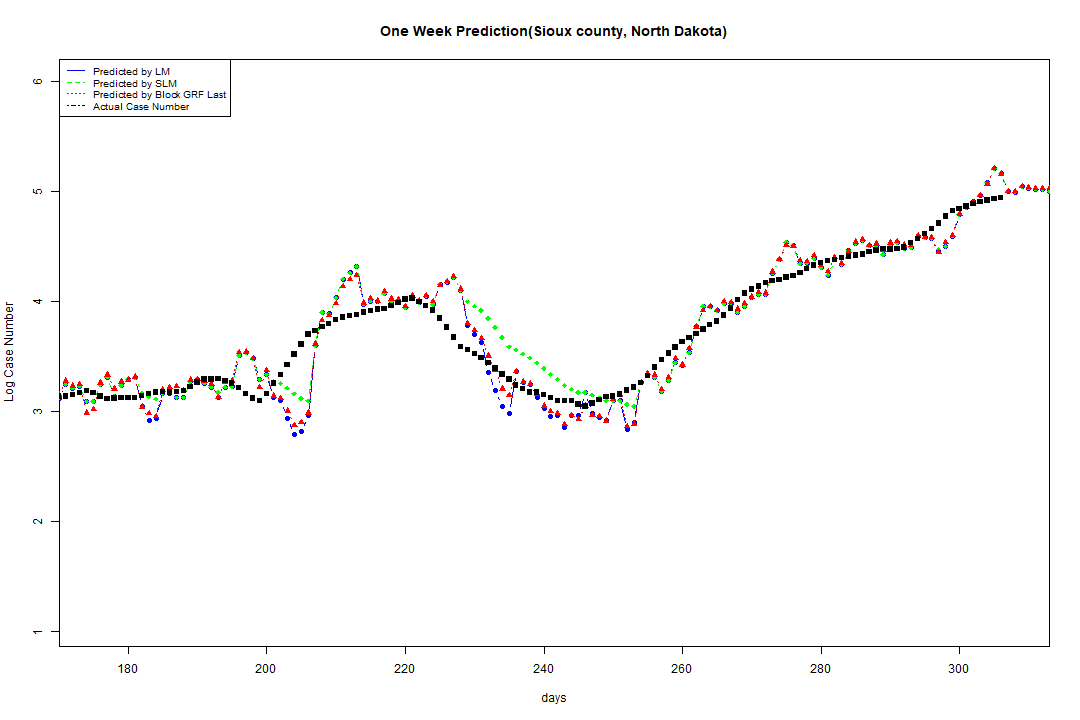 One Week Prediction(Sioux county, North Dakota)
Predicted by LM
Predicted by SLM
Predicted by Block GRF Last
Actual Case Number
Log Case Number
6
5
4
3
2
1
180 200 220 240 260 280 300
days